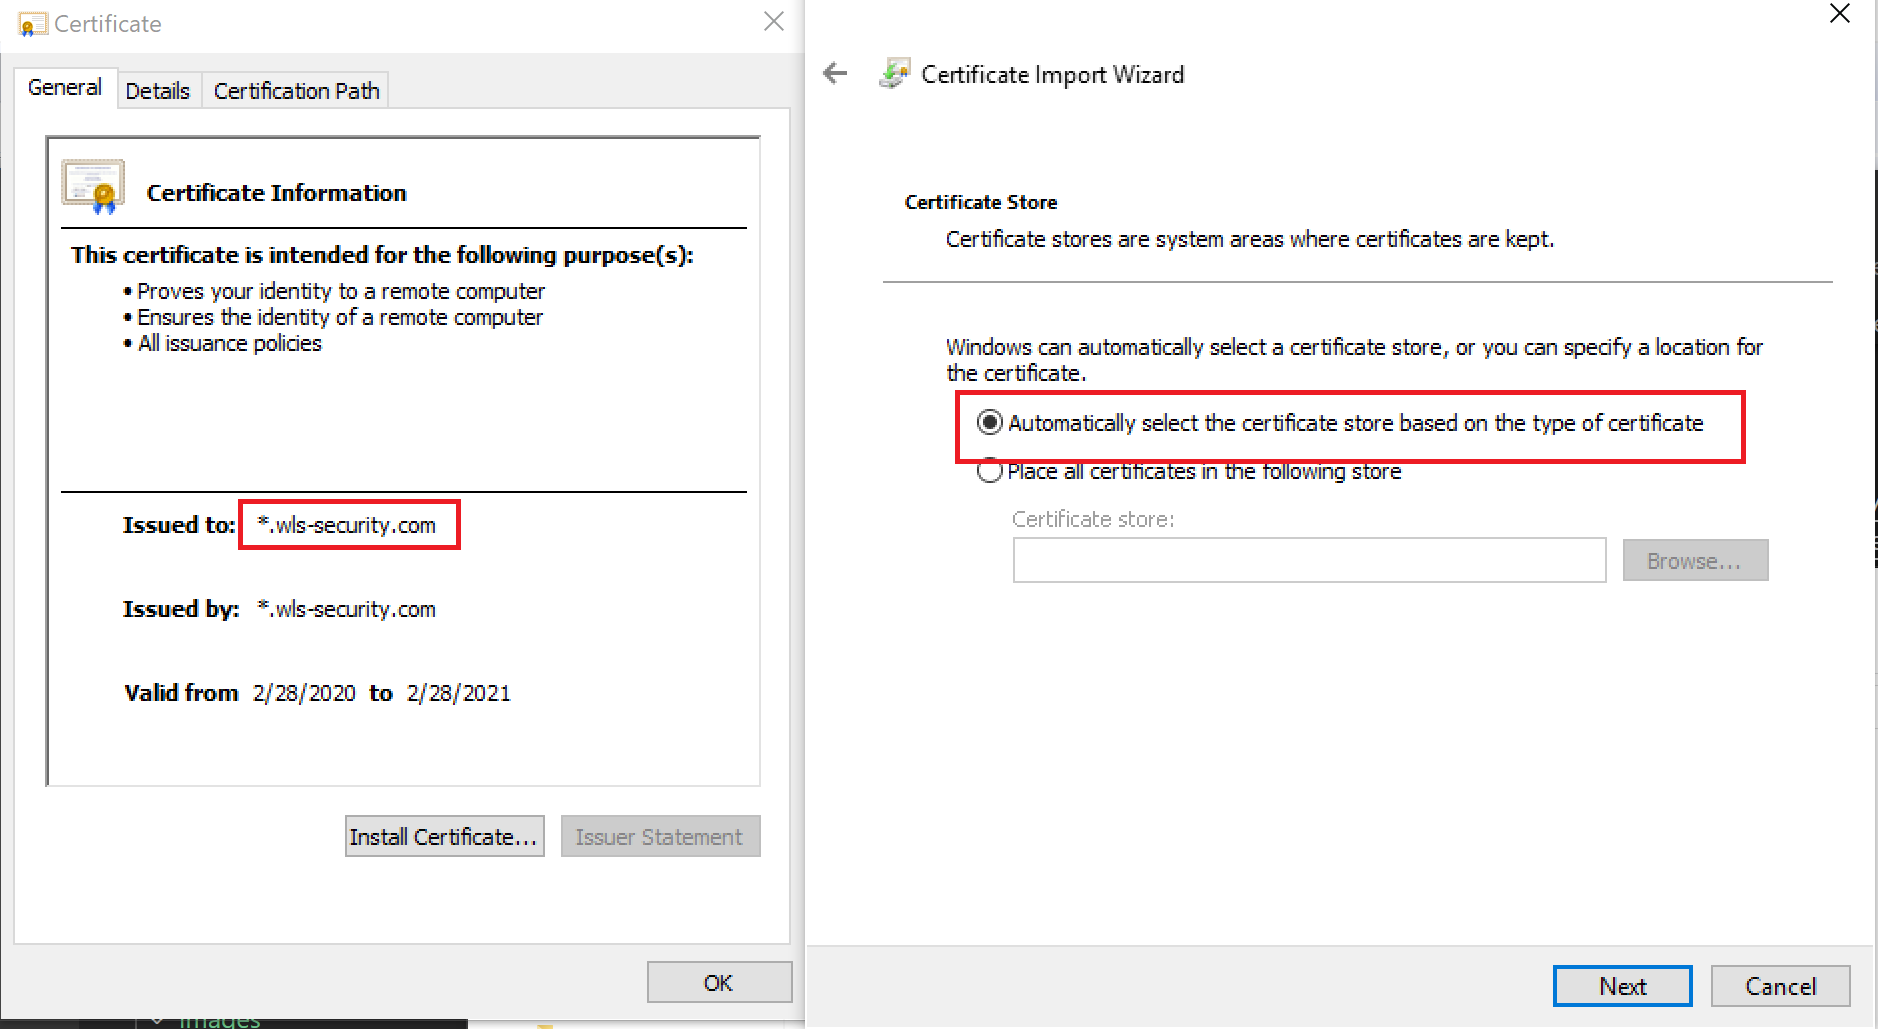 Certificate
General
Details
Certification Path
Certificate Information
This certificate is intended for the following purpose(s):
• Proves your identity to a remote computer
• Ensures the identity of a remote computer
• All issuance policies
Issued to: *.wls-security.com
Issued by: *.wls-security.com
Valid from 2/28/2020 to 2/28/2021
Install Certificate...
Issuer Statement
OK
images
Certificate Import Wizard
Certificate Store
Certificate stores are system areas where certificates are kept.
Windows can automatically select a certificate store, or you can specify a location for
the certificate.
Automatically select the certificate store based on the type of certificate
Place all certificates in the following store
Certificate store:
Browse...
Next
Cancel